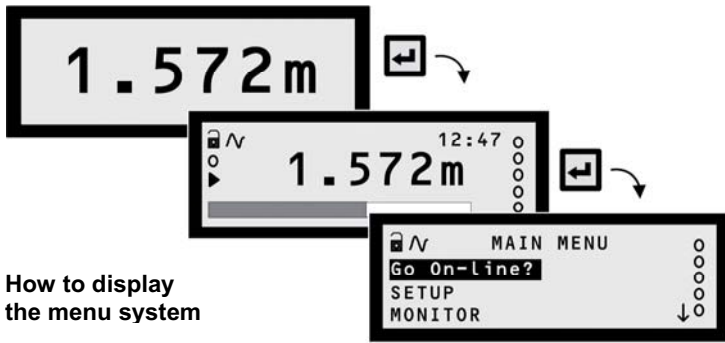 1.572m
12:47
1.572m
MAIN MENU
Go On-line?
SETUP
MONITOR
How to display
the menu system